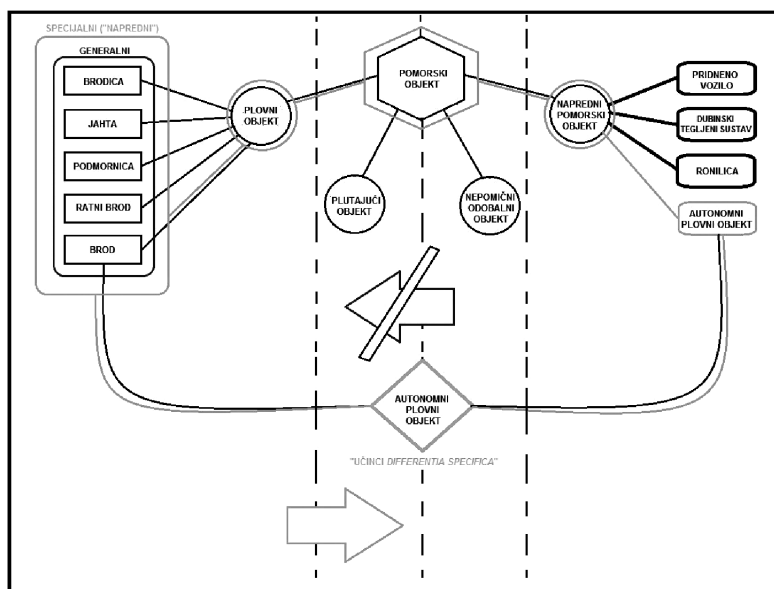 SPECIJALNI ("NAPREDNI")
GENERALNI
BRODICA
JAHTA
PODMORNICA
RATNI BROD
BROD
PLOVNI
OBJEKT
POMORSKI
OBJEKT
PLUTAJUĆI
OBJEKT
NEPOMIČNI
ODOBALNI
OBJEKT
NAPREDNI
POMORSKI
OBJEKT
PRIDNENO
VOZILO
DUBINSKI
TEGLJENI SUSTAV
RONILICA
AUTONOMNI
PLOVNI OBJEKT
AUTONOMNI
PLOVNI
OBJEKT
"UČINCI DIFFERENTIA SPECIFICA"